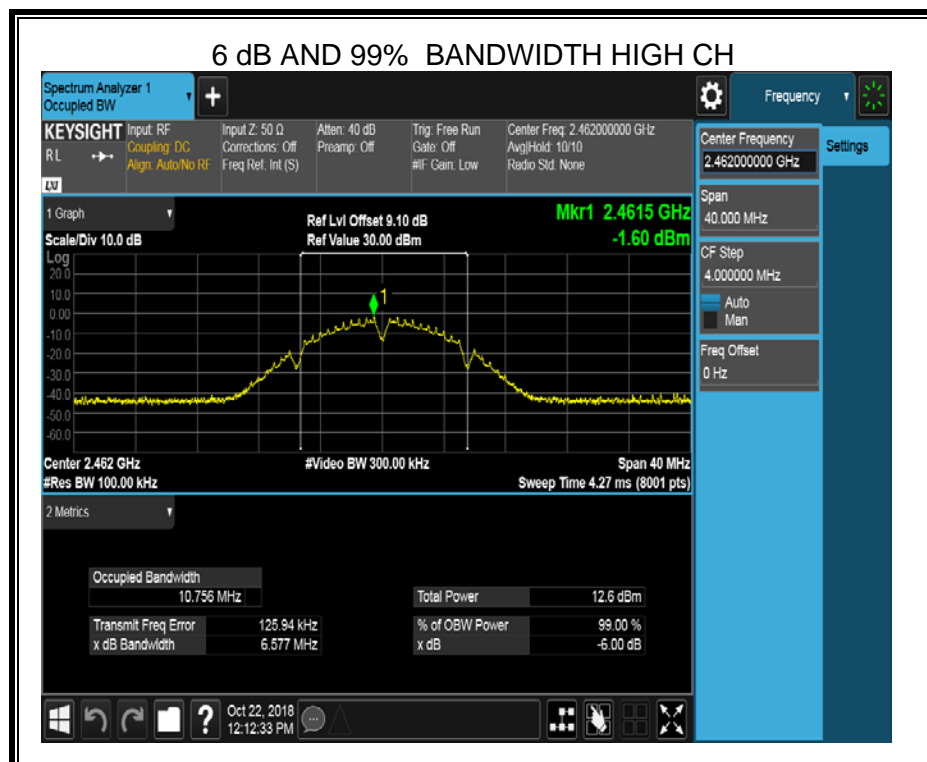 6 dB AND 99%  BANDWIDTH HIGH CH
Spectrum Analyzer 1
Occupied BW
Frequency
KEYSIGHT
RL
LXI
Input: RF
Coupling: DC
Align: Auto/No RF
Input Z: 50 Ω
Corrections: Off
Freq Ref: Int (S)
Atten: 40 dB
Preamp: Off
Trig: Free Run
Gate: Off
#IF Gain: Low
Center Freq: 2.462000000 GHz
Avg|Hold: 10/10
Radio Std: None
Center Frequency
2.462000000 GHz
Settings
Span
40.000 MHz
CF Step
4.000000 MHz
Auto
Man
Freq Offset
0 Hz
1 Graph
Scale/Div 10.0 dB
Ref Lvl Offset 9.10 dB
Ref Value 30.00 dBm
Mkr1 2.4615 GHz
-1.60 dBm
Log
20.0
10.0
0.00
-10.0
-20.0
-30.0
-40.0
-50.0
-60.0
1
Center 2.462 GHz
#Video BW 300.00 kHz
Span 40 MHz
#Res BW 100.00 kHz
Sweep Time 4.27 ms (8001 pts)
2 Metrics
Occupied Bandwidth
10.756 MHz
Total Power 12.6 dBm
Transmit Freq Error 125.94 kHz
% of OBW Power 99.00 %
x dB Bandwidth 6.577 MHz
x dB -6.00 dB
?
Oct 22, 2018
12:12:33 PM